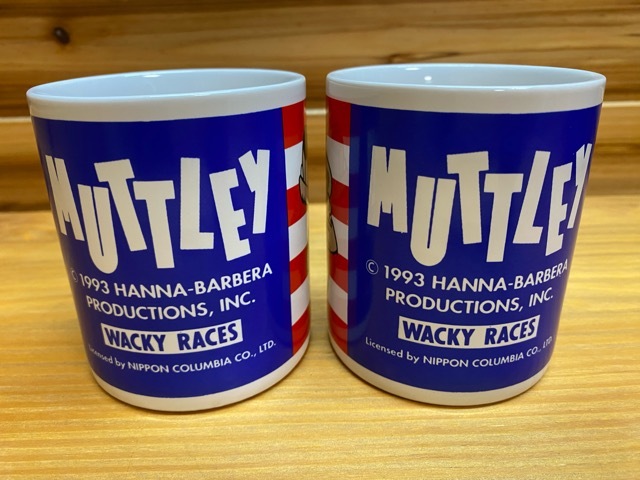 MUTTLEY
© 1993 HANNA-BARBERA
PRODUCTIONS, INC.
WACKY RACES
Licensed by NIPPON COLUMBIA CO., LTD.
MUTTLEY
© 1993 HANNA-BARBERA
PRODUCTIONS, INC.
WACKY RACES
Licensed by NIPPON COLUMBIA CO., LTD.